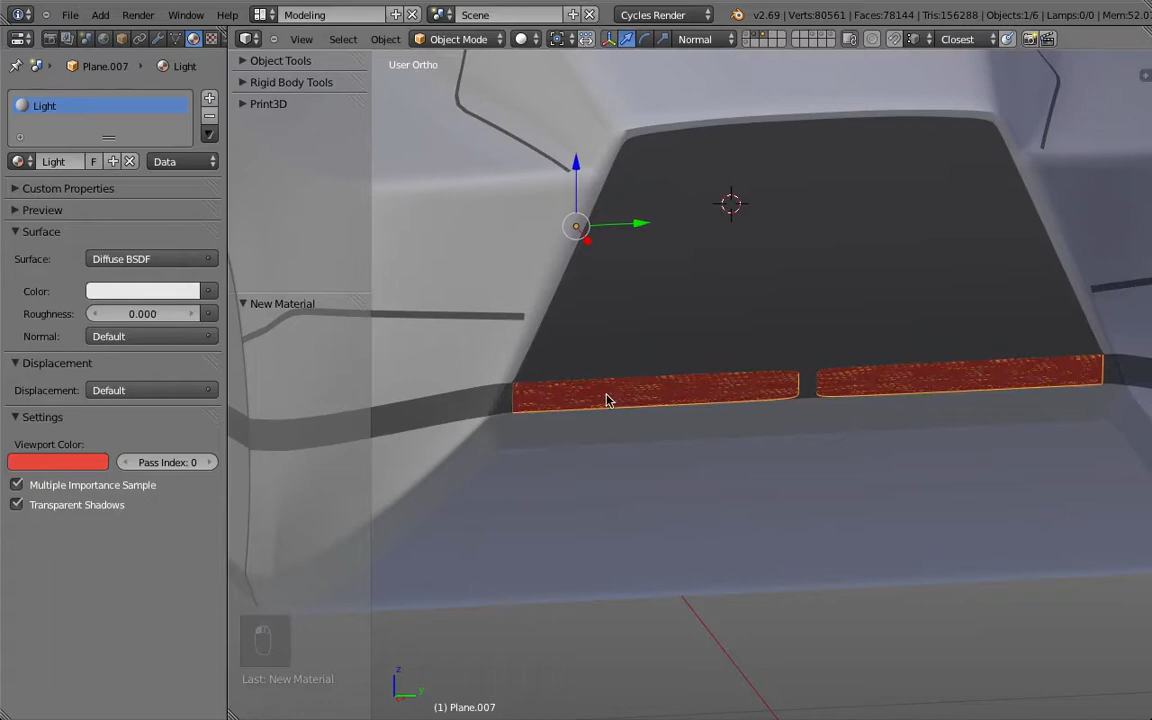 File Add Render Window Help Modeling Scene Cycles Render v2.69 | Verts:80561 | Faces:78144 | Tris:156288 | Objects:1/6 | Lamps:0/0 | Mem:52.0
View Select Object Object Mode Normal Closest
Plane.007 Light
Object Tools
User Ortho
Rigid Body Tools
Light
Print3D
Light F Data
Custom Properties
Preview
Surface
Surface: Diffuse BSDF
Color:
New Material
Roughness: 0.000
Normal: Default
Displacement
Displacement: Default
Settings
Viewport Color:
Pass Index: 0
Multiple Importance Sample
Transparent Shadows
Last: New Material
z
y
(1) Plane.007